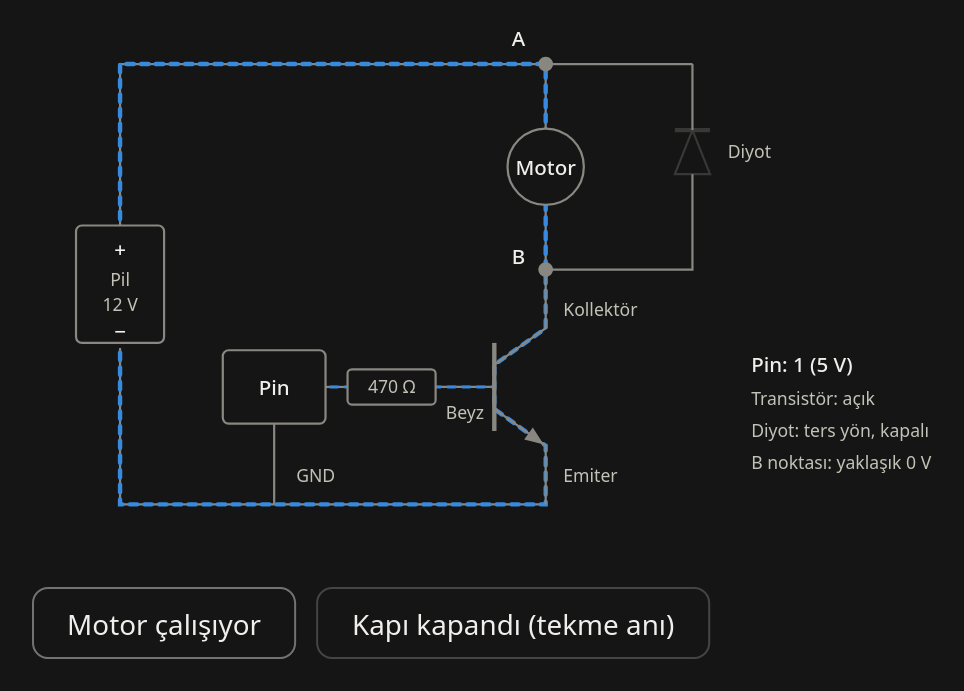 A
Motor
Diyot
B
+
Pil
12 V
−
Kollektör
Pin
470 Ω
Beyz
GND
Emiter
Pin: 1 (5 V)
Transistör: açık
Diyot: ters yön, kapalı
B noktası: yaklaşık 0 V
Motor çalışıyor
Kapı kapandı (tekme anı)